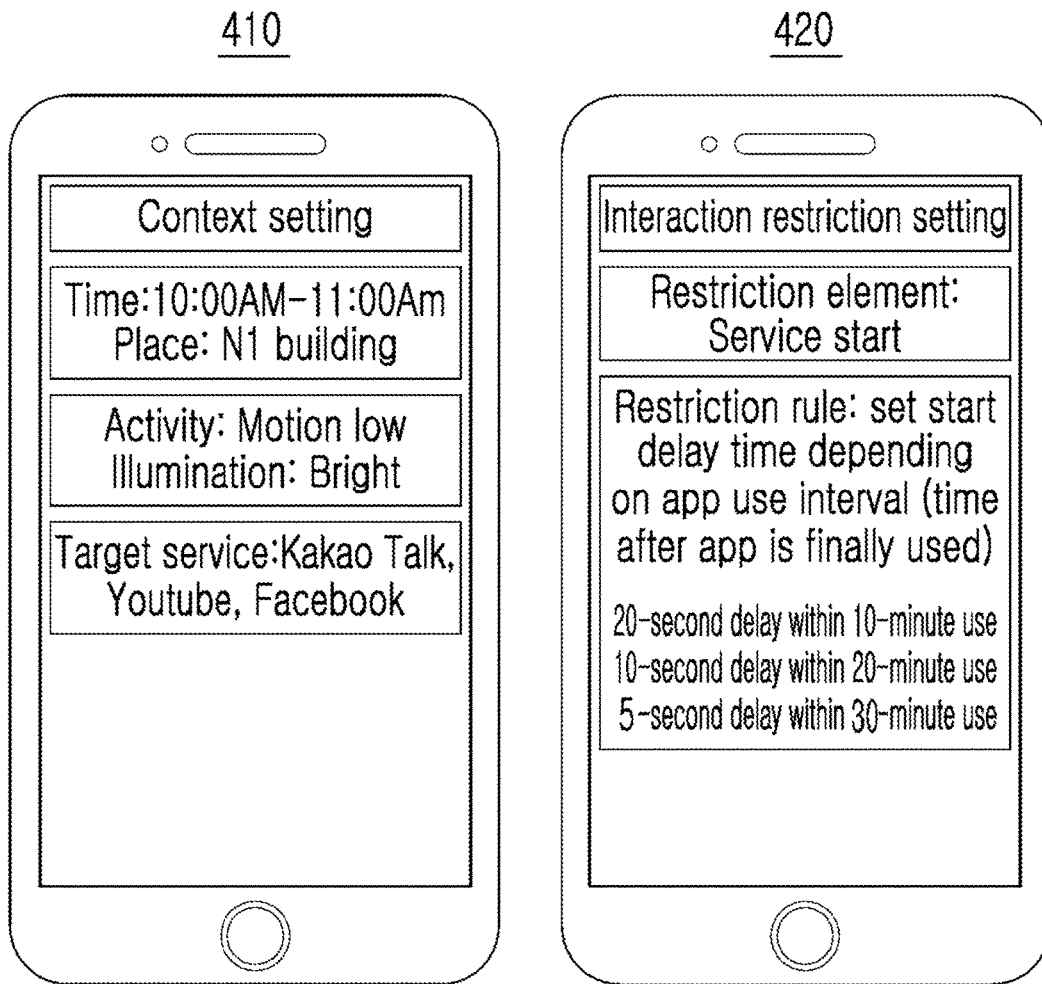 410
Context setting
Time:10:00AM-11:00Am
Place: N1 building
Activity: Motion low
Illumination: Bright
Target service:Kakao Talk,
Youtube, Facebook
420
Interaction restriction setting
Restriction element:
Service start
Restriction rule: set start
delay time depending
on app use interval (time
after app is finally used)
20-second delay within 10-minute use
10-second delay within 20-minute use
5-second delay within 30-minute use